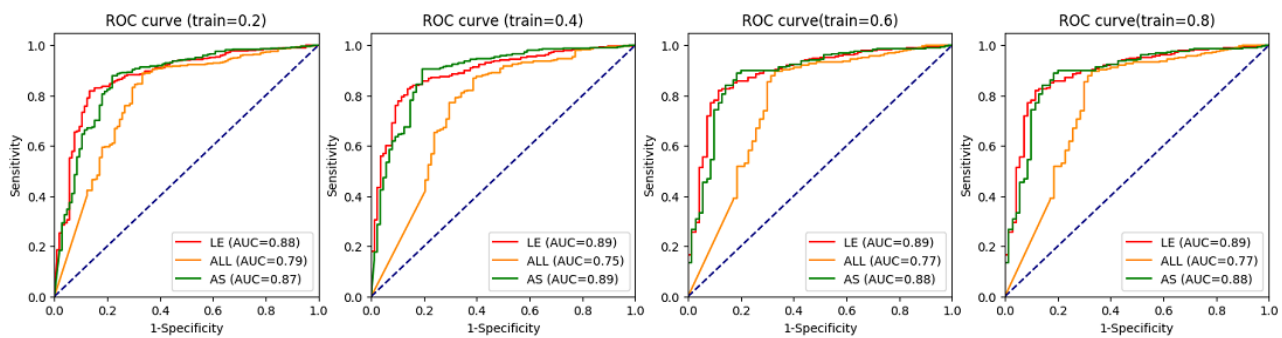 ROC curve (train=0.2)
Sensitivity
1.0
0.8
0.6
0.4
0.2
0.0
LE (AUC=0.88)
ALL (AUC=0.79)
AS (AUC=0.87)
0.0 0.2 0.4 0.6 0.8 1.0
1-Specificity
ROC curve (train=0.4)
Sensitivity
1.0
0.8
0.6
0.4
0.2
0.0
LE (AUC=0.89)
ALL (AUC=0.75)
AS (AUC=0.89)
0.0 0.2 0.4 0.6 0.8 1.0
1-Specificity
ROC curve(train=0.6)
Sensitivity
1.0
0.8
0.6
0.4
0.2
0.0
LE (AUC=0.89)
ALL (AUC=0.77)
AS (AUC=0.88)
0.0 0.2 0.4 0.6 0.8 1.0
1-Specificity
ROC curve(train=0.8)
Sensitivity
1.0
0.8
0.6
0.4
0.2
0.0
LE (AUC=0.89)
ALL (AUC=0.77)
AS (AUC=0.88)
0.0 0.2 0.4 0.6 0.8 1.0
1-Specificity